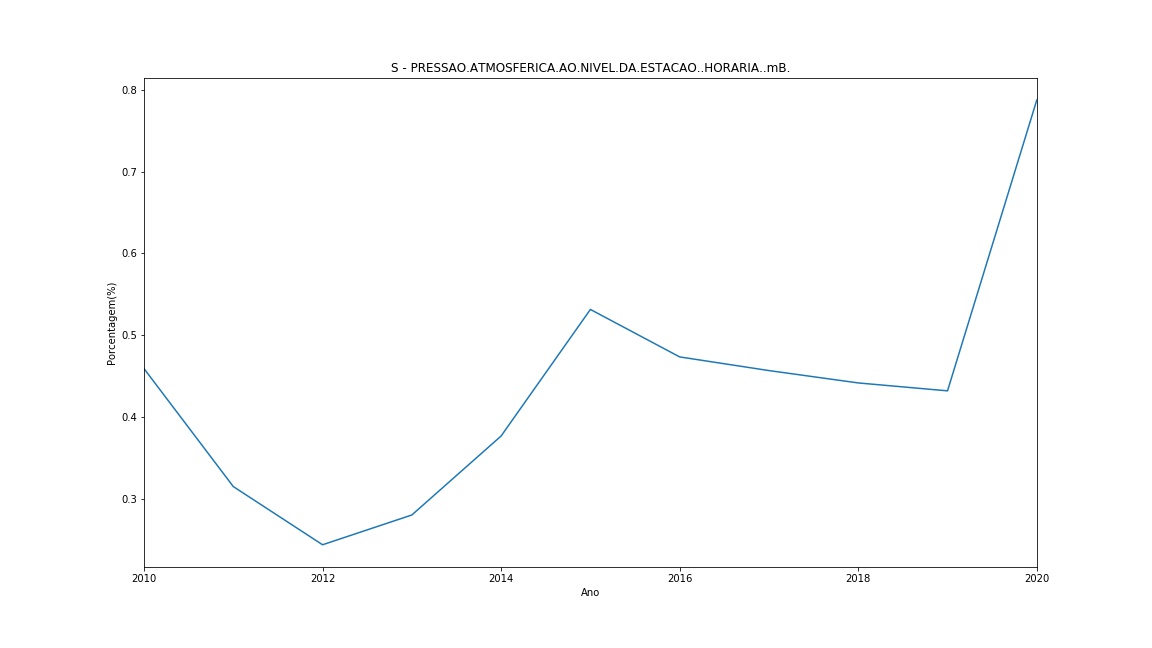 S - PRESSAO.ATMOSFERICA.AO.NIVEL.DA.ESTACAO..HORARIA..mB.
0.8
0.7
0.6
0.5
0.4
0.3
Porcentagem(%)
2010 2012 2014 2016 2018 2020
Ano